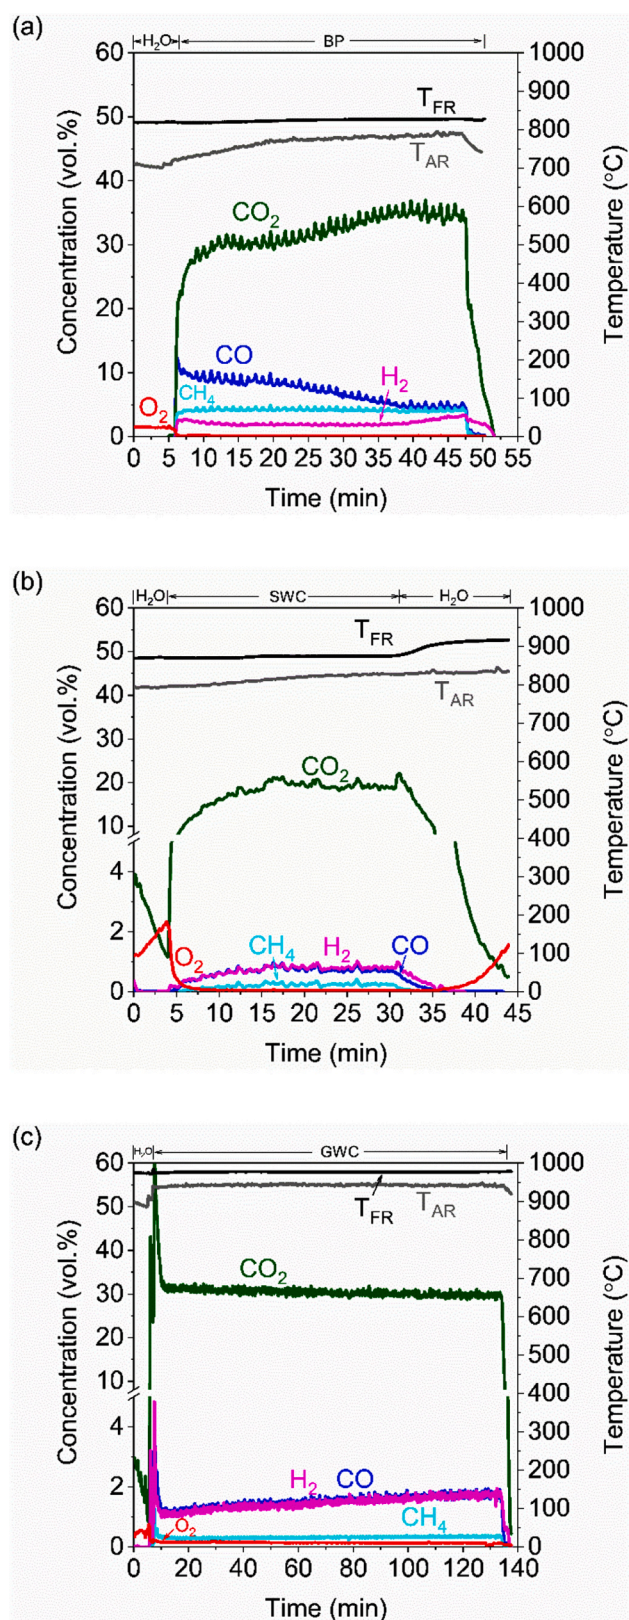 (a)
H2O BP
60 1000
900
50 TFR
800
TAR 700
40
CO2 600
30 500
400
20
300
CO
10 H2 200
CH4
O2 100
0 0
0 5 10 15 20 25 30 35 40 45 50 55
Time (min)
Concentration (vol.%)
Temperature (°C)
(b)
H2O SWC H2O
60 1000
TFR
50 900
800
40 TAR
700
30
CO2 600
20 500
10 400
4 300
200
2
O2 CH4 H2 CO 100
0 0
0 5 10 15 20 25 30 35 40 45
Time (min)
Concentration (vol.%)
Temperature (°C)
(c)
H2O GWC
60 1000
TFR TAR 900
50
800
40
CO2 700
30 600
20 500
10 400
4 300
H2 CO 200
2
O2 CH4 100
0 0
0 20 40 60 80 100 120 140
Time (min)
Concentration (vol.%)
Temperature (°C)